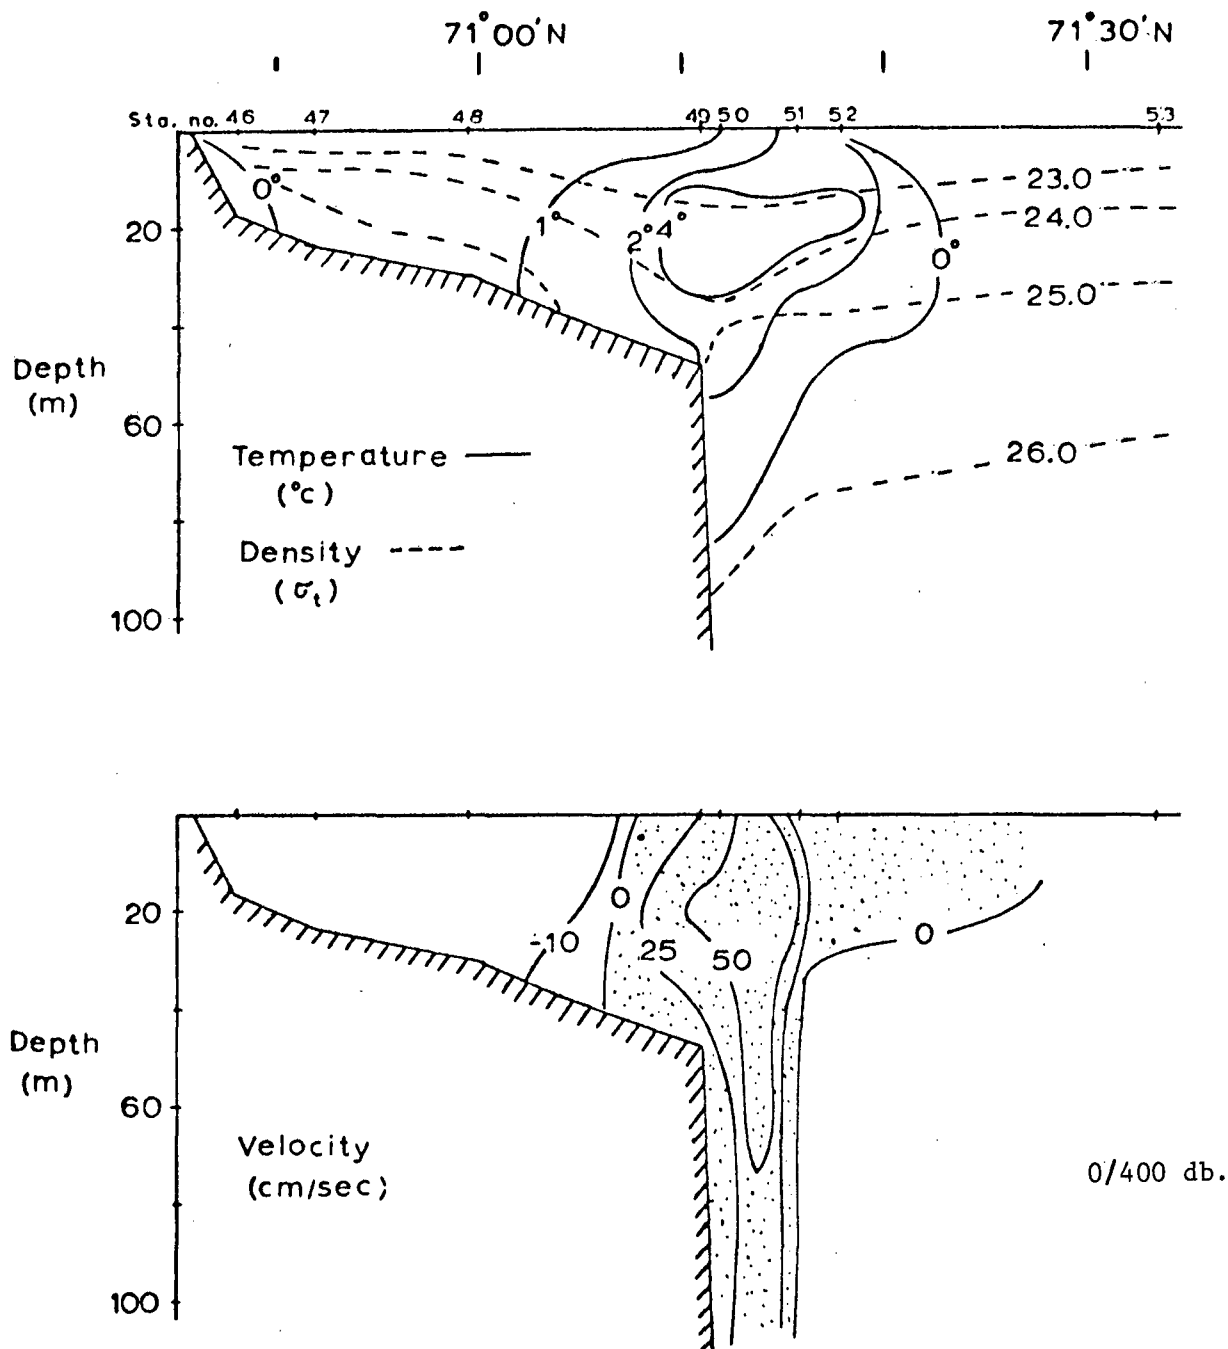 71°00'N 71°30'N
Sta. no. 46 47 48 49 50 51 52 53
0° 1° 2° 4° 0° 23.0
24.0
20
25.0
Depth
(m)
60
26.0
Temperature
(°c)
Density
(σt)
100
20
-10 0 25 50 0
Depth
(m)
60
Velocity
(cm/sec)
0/400 db.
100